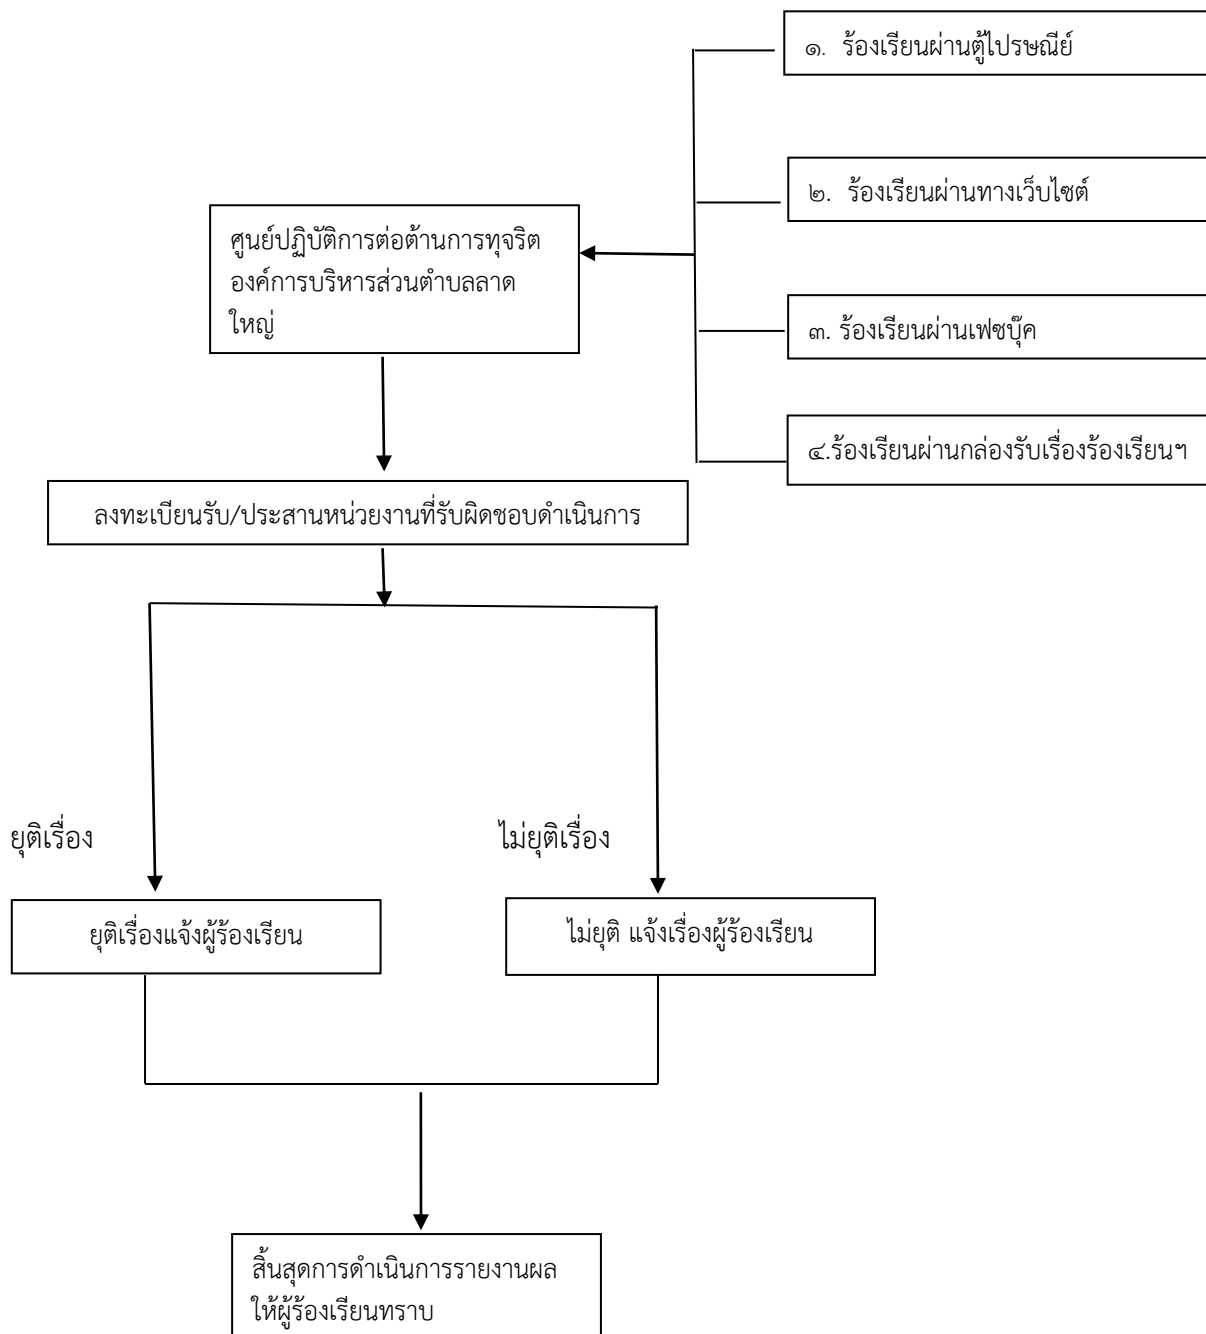 ๑. ร้องเรียนผ่านตู้ไปรษณีย์
๒. ร้องเรียนผ่านทางเว็บไซต์
ศูนย์ปฏิบัติการต่อต้านการทุจริต
องค์การบริหารส่วนตำบลลาด
ใหญ่
๓. ร้องเรียนผ่านเฟซบุ๊ค
๔.ร้องเรียนผ่านกล่องรับเรื่องร้องเรียนฯ
ลงทะเบียนรับ/ประสานหน่วยงานที่รับผิดชอบดำเนินการ
ยุติเรื่อง
ไม่ยุติเรื่อง
ยุติเรื่องแจ้งผู้ร้องเรียน
ไม่ยุติ แจ้งเรื่องผู้ร้องเรียน
สิ้นสุดการดำเนินการรายงานผล
ให้ผู้ร้องเรียนทราบ